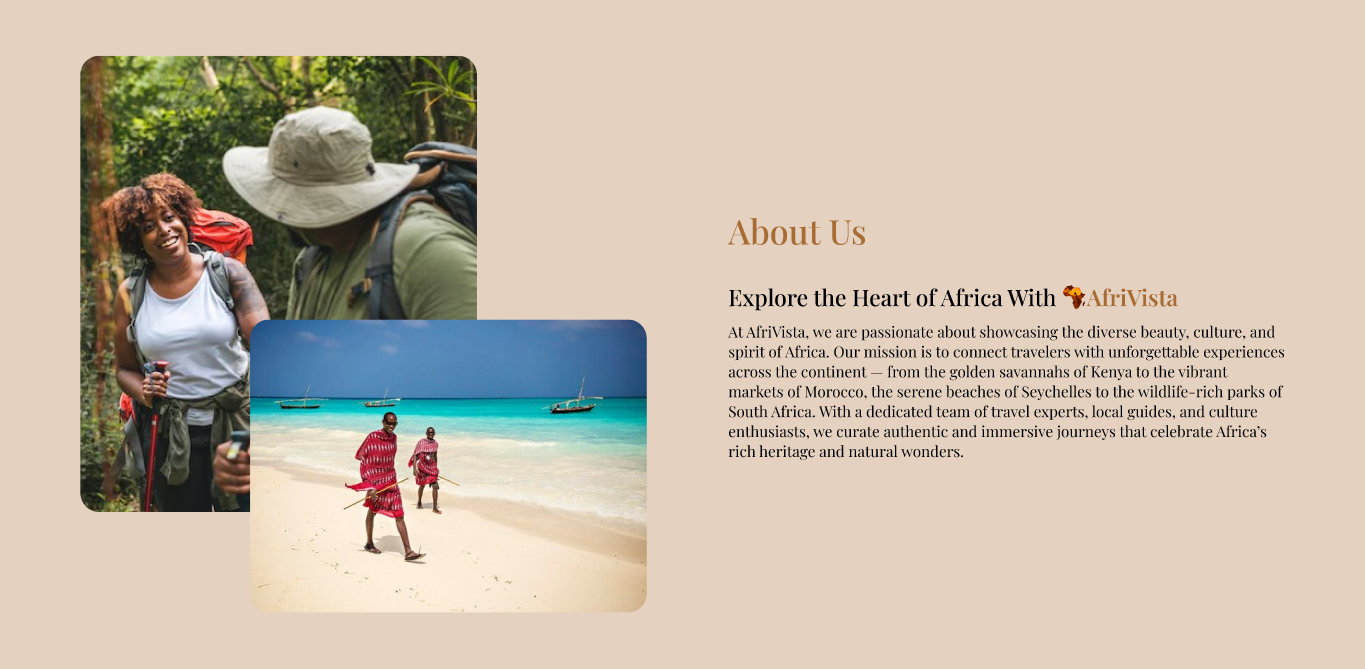 About Us
Explore the Heart of Africa With AfriVista
At AfriVista, we are passionate about showcasing the diverse beauty, culture, and
spirit of Africa. Our mission is to connect travelers with unforgettable experiences
across the continent — from the golden savannahs of Kenya to the vibrant
markets of Morocco, the serene beaches of Seychelles to the wildlife-rich parks of
South Africa. With a dedicated team of travel experts, local guides, and culture
enthusiasts, we curate authentic and immersive journeys that celebrate Africa’s
rich heritage and natural wonders.